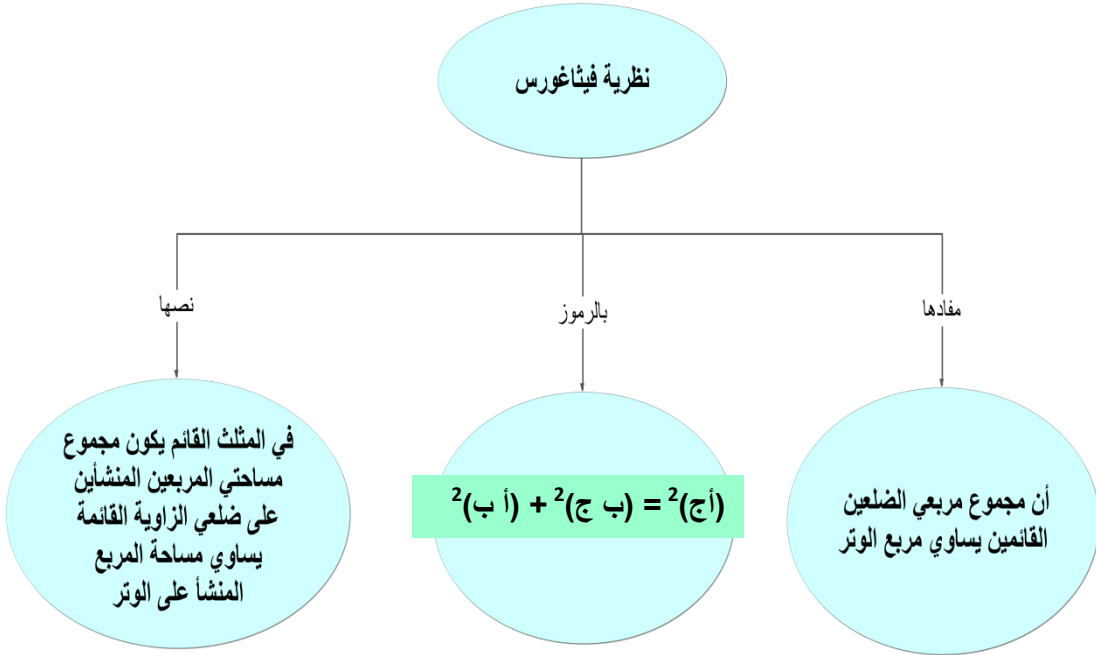 نظرية فيثاغورس
مفادها
بالرموز
نصها
أن مجموع مربعي الضلعين
القائمين يساوي مربع الوتر
(أج)² = (ب ج)² + (أ ب)²
في المثلث القائم يكون مجموع
مساحتي المربعين المنشأين
على ضلعي الزاوية القائمة
يساوي مساحة المربع
المنشأ على الوتر